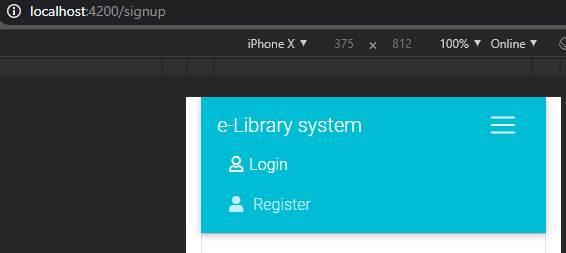 localhost:4200/signup
iPhone X ▼ 375 × 812 100% ▼ Online ▼
e-Library system
Login
Register